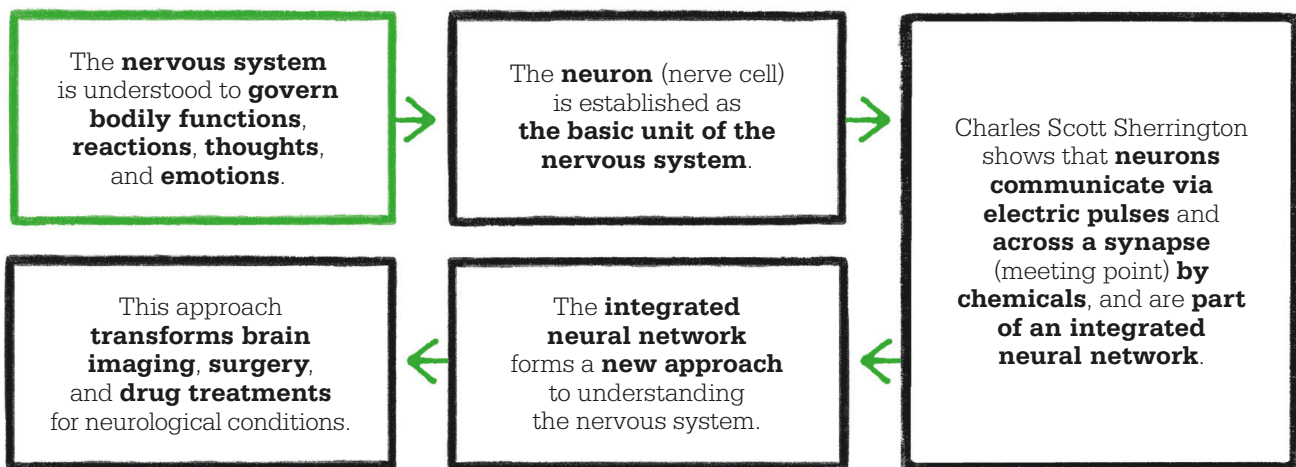 The nervous system
is understood to govern
bodily functions,
reactions, thoughts,
and emotions.
The neuron (nerve cell)
is established as
the basic unit of the
nervous system.
Charles Scott Sherrington
shows that neurons
communicate via
electric pulses and
across a synapse
(meeting point) by
chemicals, and are part
of an integrated
neural network.
The integrated
neural network
forms a new approach
to understanding
the nervous system.
This approach
transforms brain
imaging, surgery,
and drug treatments
for neurological conditions.